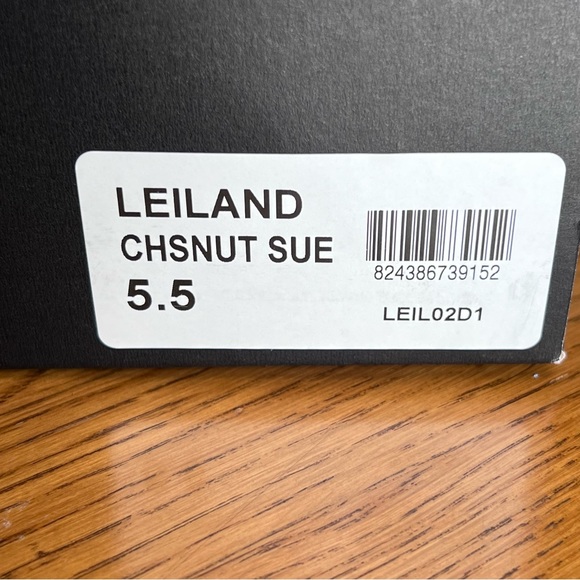 LEILAND
CHSNUT SUE
5.5
824386739152
LEIL02D1